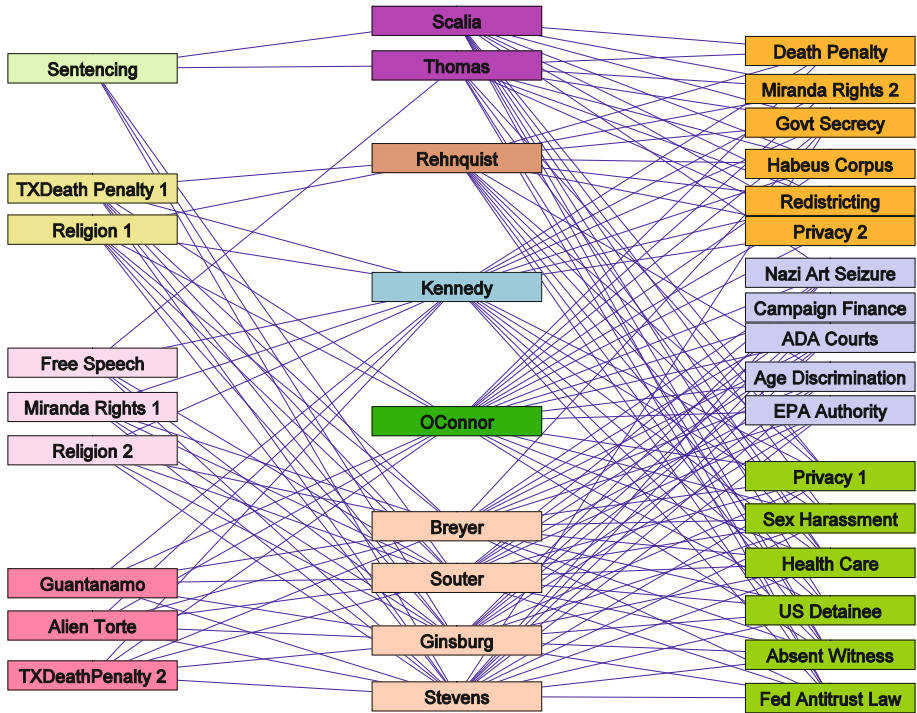 Sentencing
TXDeath Penalty 1
Religion 1
Free Speech
Miranda Rights 1
Religion 2
Guantanamo
Alien Torte
TXDeathPenalty 2
Scalia
Thomas
Rehnquist
Kennedy
OConnor
Breyer
Souter
Ginsburg
Stevens
Death Penalty
Miranda Rights 2
Govt Secrecy
Habeus Corpus
Redistricting
Privacy 2
Nazi Art Seizure
Campaign Finance
ADA Courts
Age Discrimination
EPA Authority
Privacy 1
Sex Harassment
Health Care
US Detainee
Absent Witness
Fed Antitrust Law